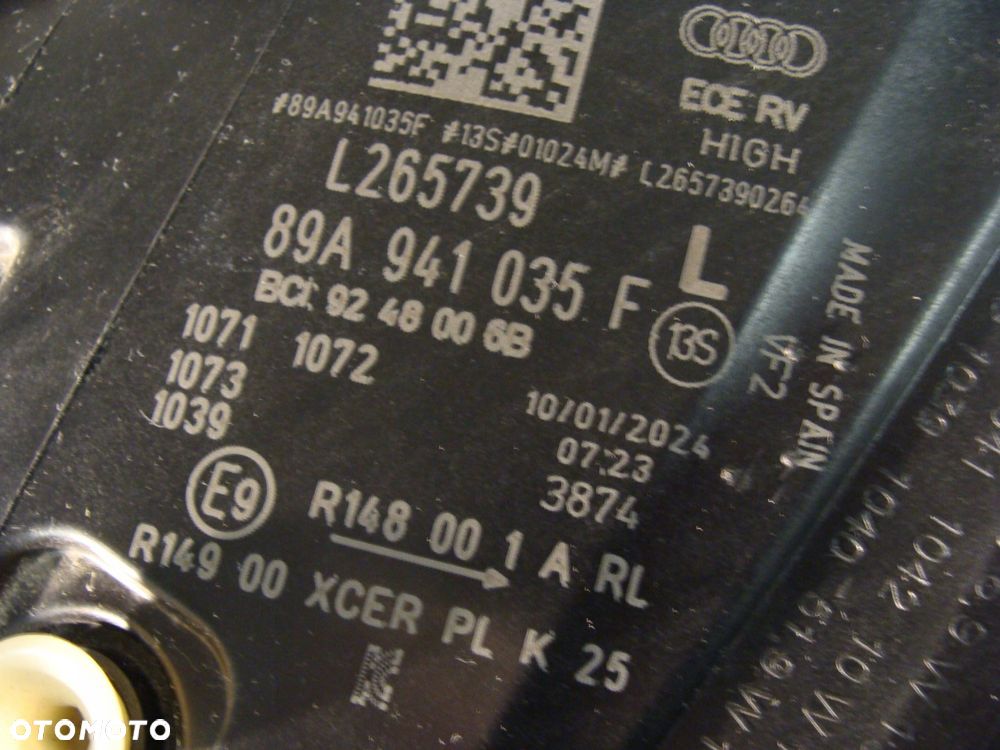 ECE RV
HIGH
#89A941035F #13S#01024M# L2657390264
L265739
89A 941 035 F L
BCI. 92 48 00 6B
13S
1071 1072
1073
1039
10/01/2024
07:23
3874
VF2
MADE IN SPAIN
E9
R148 00 1 A RL
R149 00 XCER PL K 25
1042 10 W
OTOMOTO